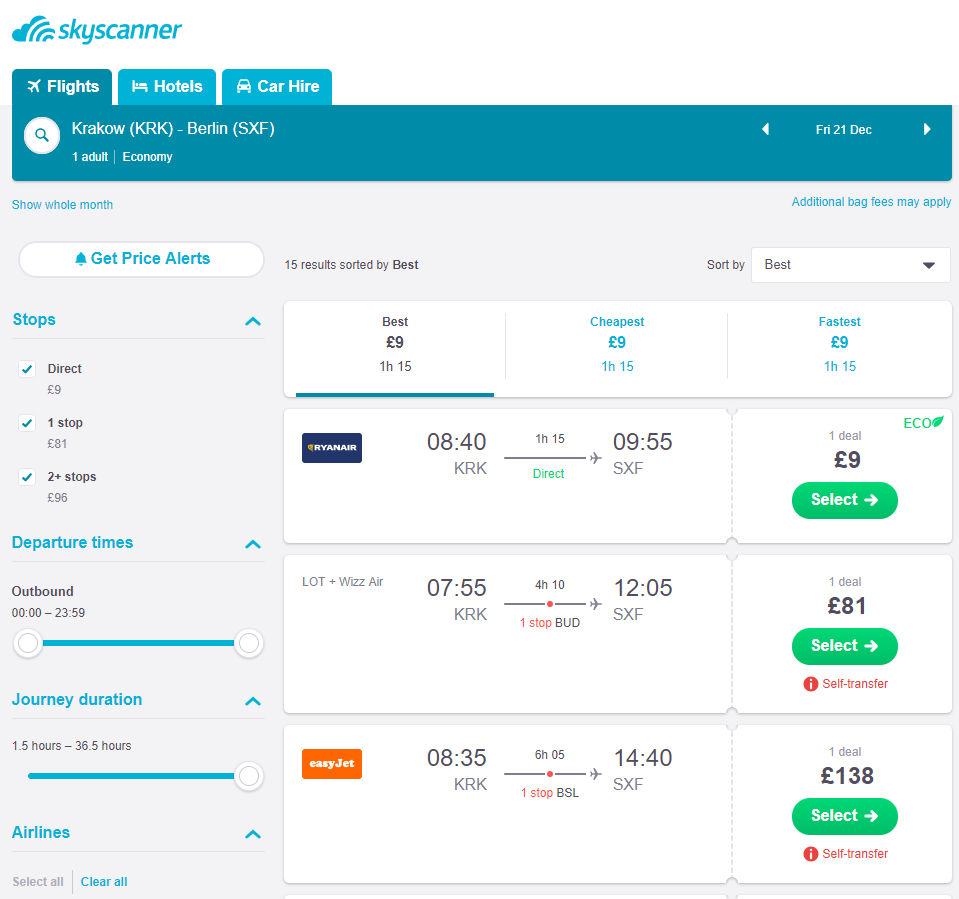 skyscanner
Flights
Hotels
Car Hire
Krakow (KRK) - Berlin (SXF)
1 adult | Economy
Fri 21 Dec
Show whole month
Additional bag fees may apply
Get Price Alerts
15 results sorted by Best
Sort by
Best
Stops
Direct
£9
1 stop
£81
2+ stops
£96
Departure times
Outbound
00:00 – 23:59
Journey duration
1.5 hours – 36.5 hours
Airlines
Select all | Clear all
Best
£9
1h 15
Cheapest
£9
1h 15
Fastest
£9
1h 15
RYANAIR
08:40
KRK
1h 15
Direct
09:55
SXF
ECO
1 deal
£9
Select
LOT + Wizz Air
07:55
KRK
4h 10
1 stop BUD
12:05
SXF
1 deal
£81
Select
Self-transfer
easyJet
08:35
KRK
6h 05
1 stop BSL
14:40
SXF
1 deal
£138
Select
Self-transfer